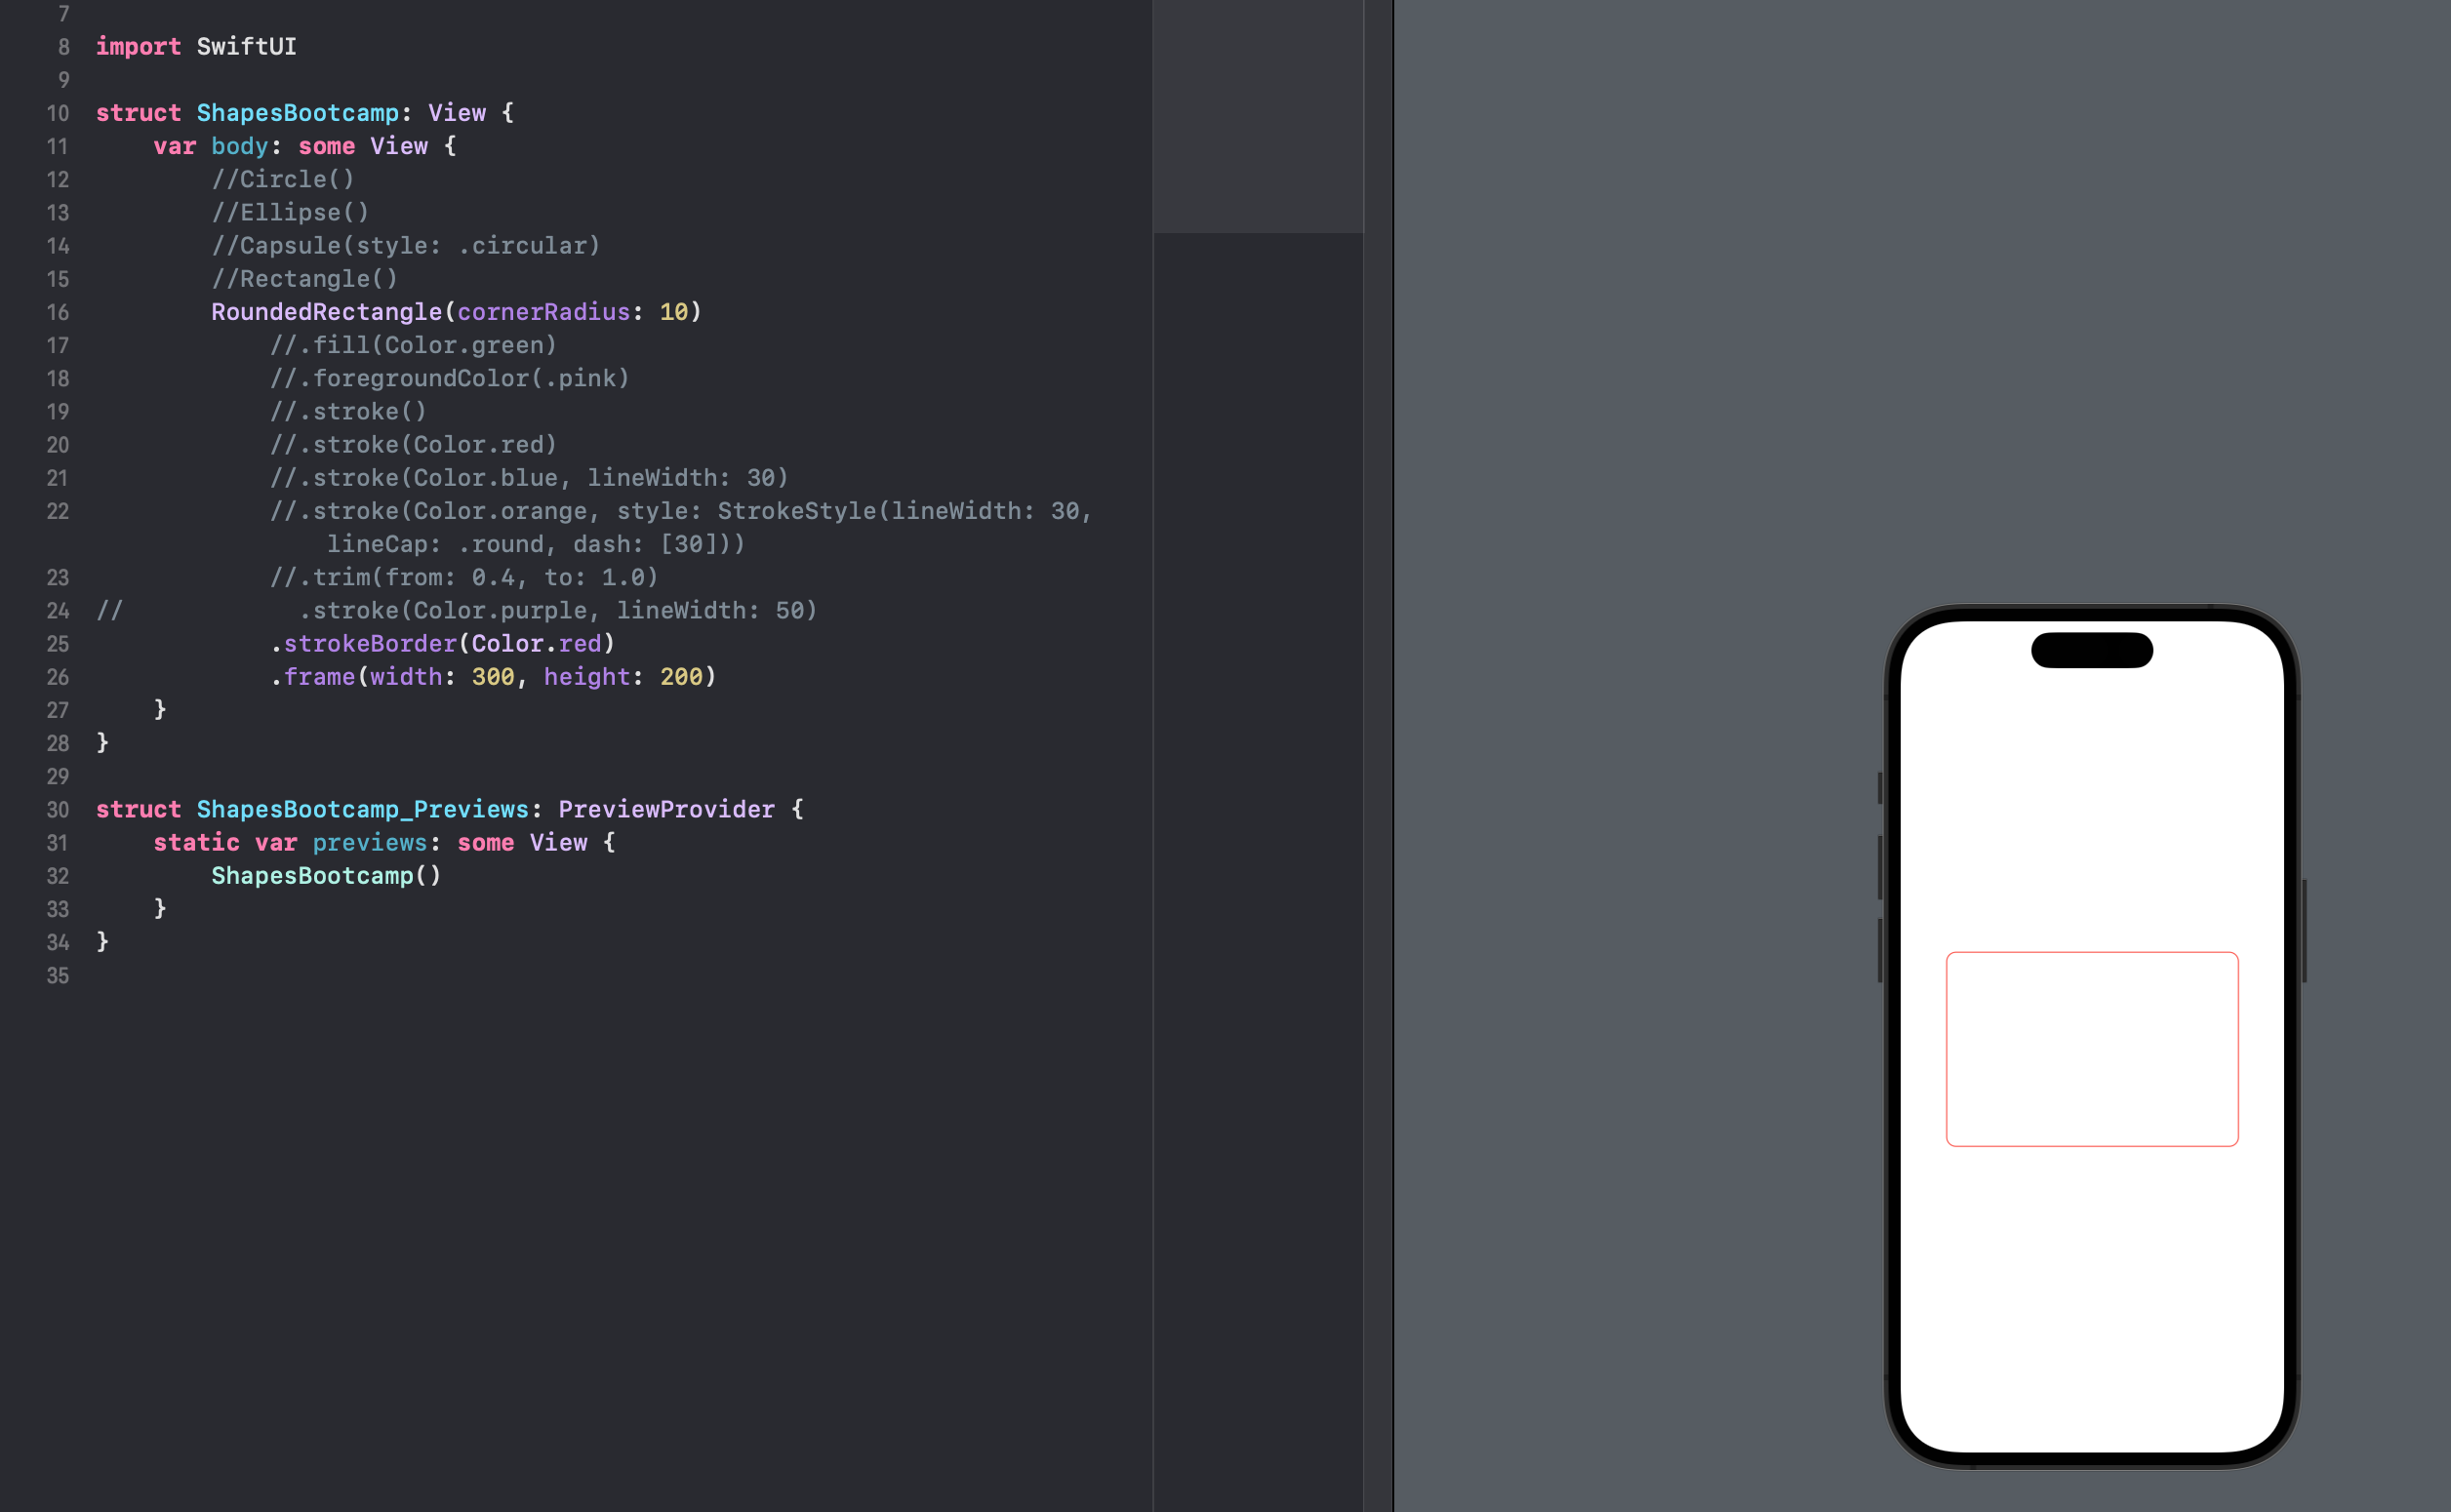 7
8 import SwiftUI
9
10 struct ShapesBootcamp: View {
11     var body: some View {
12         //Circle()
13         //Ellipse()
14         //Capsule(style: .circular)
15         //Rectangle()
16         RoundedRectangle(cornerRadius: 10)
17             //.fill(Color.green)
18             //.foregroundColor(.pink)
19             //.stroke()
20             //.stroke(Color.red)
21             //.stroke(Color.blue, lineWidth: 30)
22             //.stroke(Color.orange, style: StrokeStyle(lineWidth: 30,
                lineCap: .round, dash: [30]))
23             //.trim(from: 0.4, to: 1.0)
24 //            .stroke(Color.purple, lineWidth: 50)
25             .strokeBorder(Color.red)
26             .frame(width: 300, height: 200)
27     }
28 }
29
30 struct ShapesBootcamp_Previews: PreviewProvider {
31     static var previews: some View {
32         ShapesBootcamp()
33     }
34 }
35